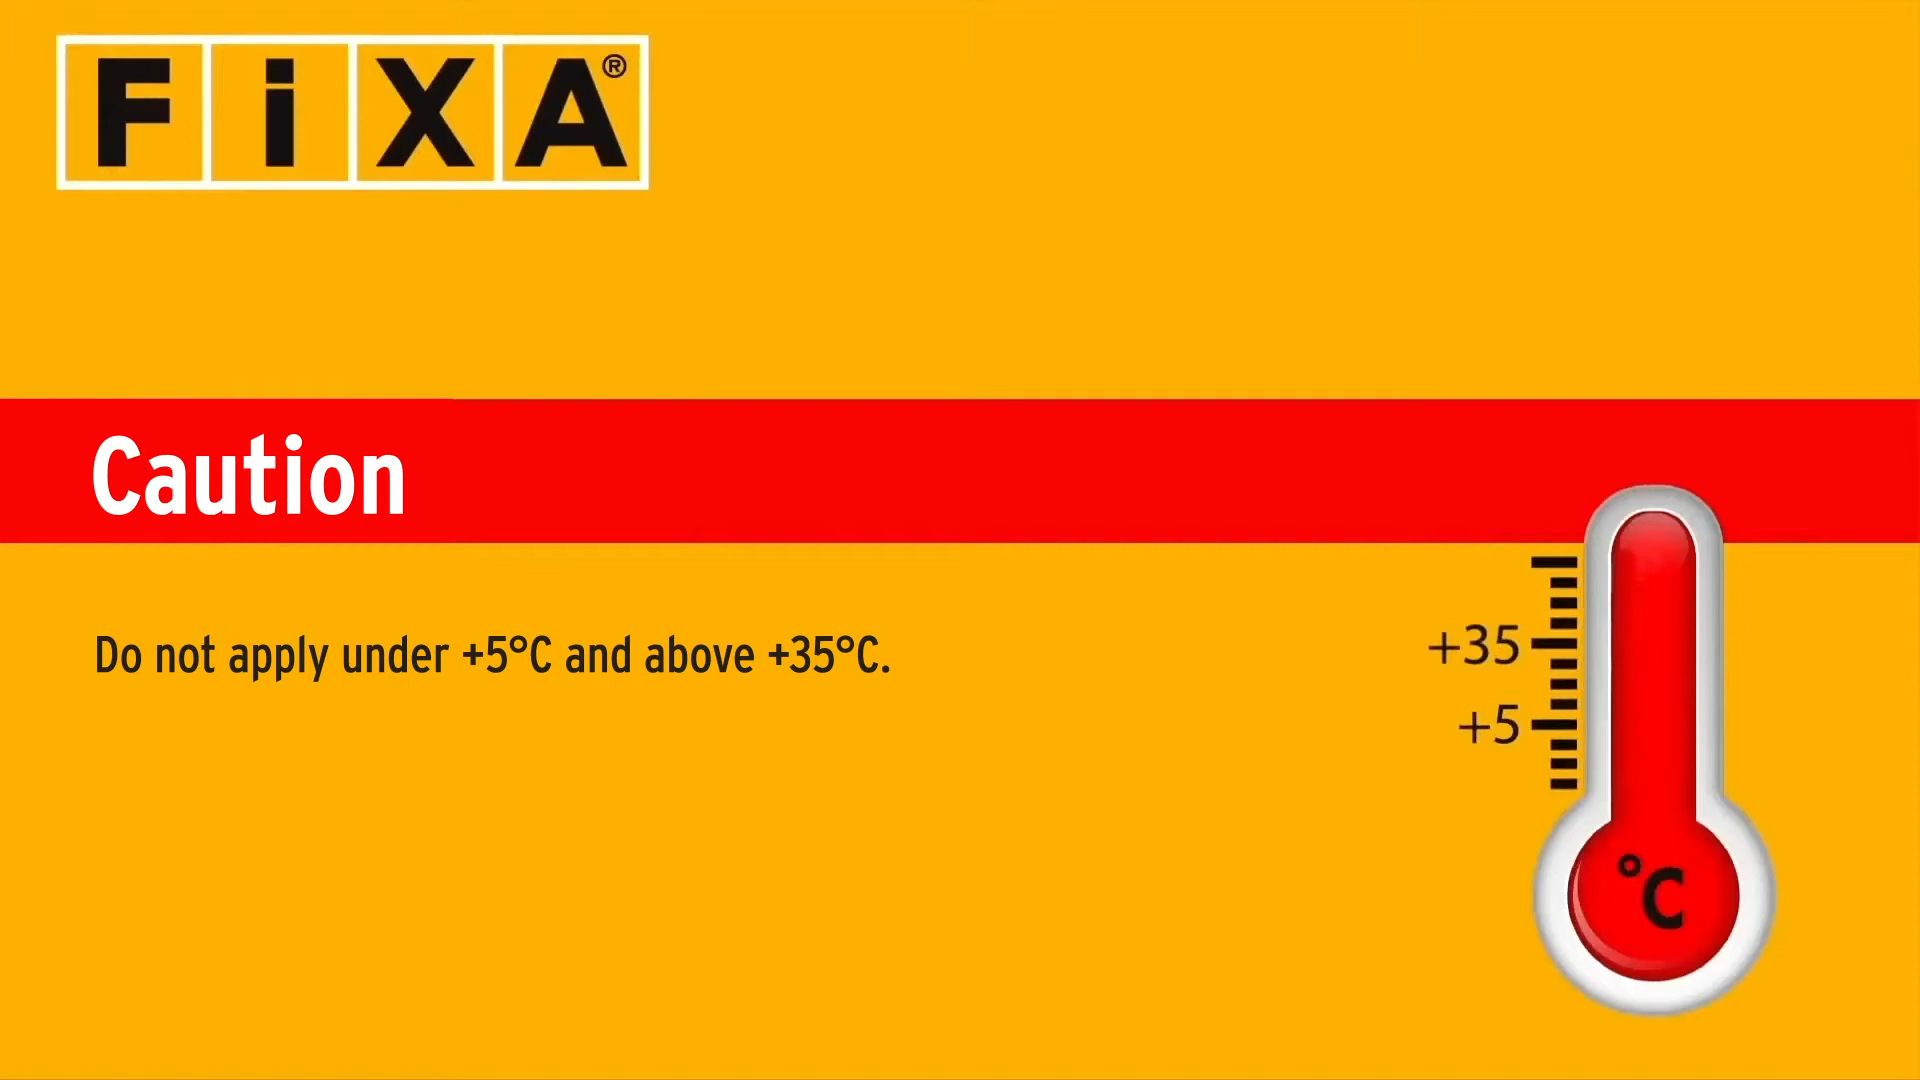 FiXA®
Caution
Do not apply under +5°C and above +35°C.
+35
+5
°C